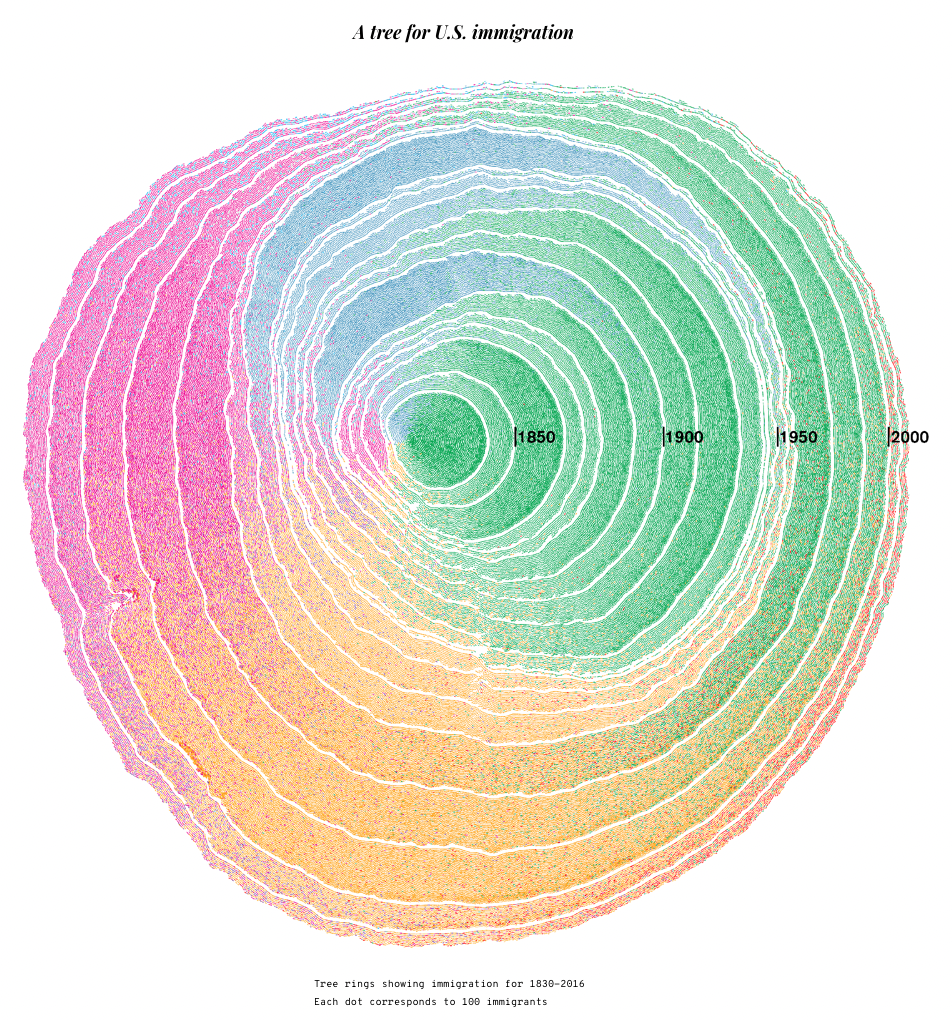 A tree for U.S. immigration
|1850
|1900
|1950
|2000
Tree rings showing immigration for 1830–2016
Each dot corresponds to 100 immigrants